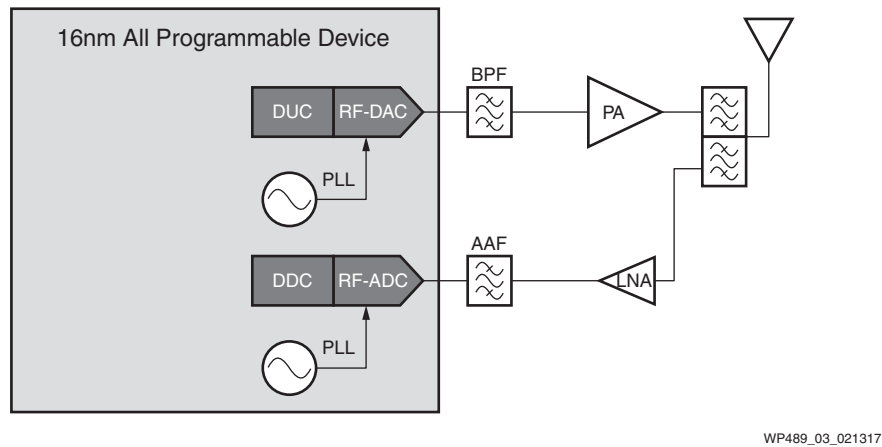 16nm All Programmable Device
BPF
DUC
RF-DAC
PA
PLL
AAF
DDC
RF-ADC
LNA
PLL
WP489_03_021317